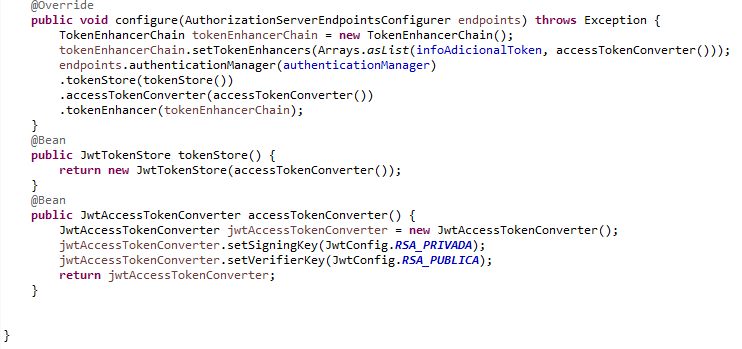 @Override
public void configure(AuthorizationServerEndpointsConfigurer endpoints) throws Exception {
TokenEnhancerChain tokenEnhancerChain = new TokenEnhancerChain();
tokenEnhancerChain.setTokenEnhancers(Arrays.asList(infoAdicionalToken, accessTokenConverter()));
endpoints.authenticationManager(authenticationManager)
.tokenStore(tokenStore())
.accessTokenConverter(accessTokenConverter())
.tokenEnhancer(tokenEnhancerChain);
}
@Bean
public JwtTokenStore tokenStore() {
return new JwtTokenStore(accessTokenConverter());
}
@Bean
public JwtAccessTokenConverter accessTokenConverter() {
JwtAccessTokenConverter jwtAccessTokenConverter = new JwtAccessTokenConverter();
jwtAccessTokenConverter.setSigningKey(JwtConfig.RSA_PRIVADA);
jwtAccessTokenConverter.setVerifierKey(JwtConfig.RSA_PUBLICA);
return jwtAccessTokenConverter;
}
}